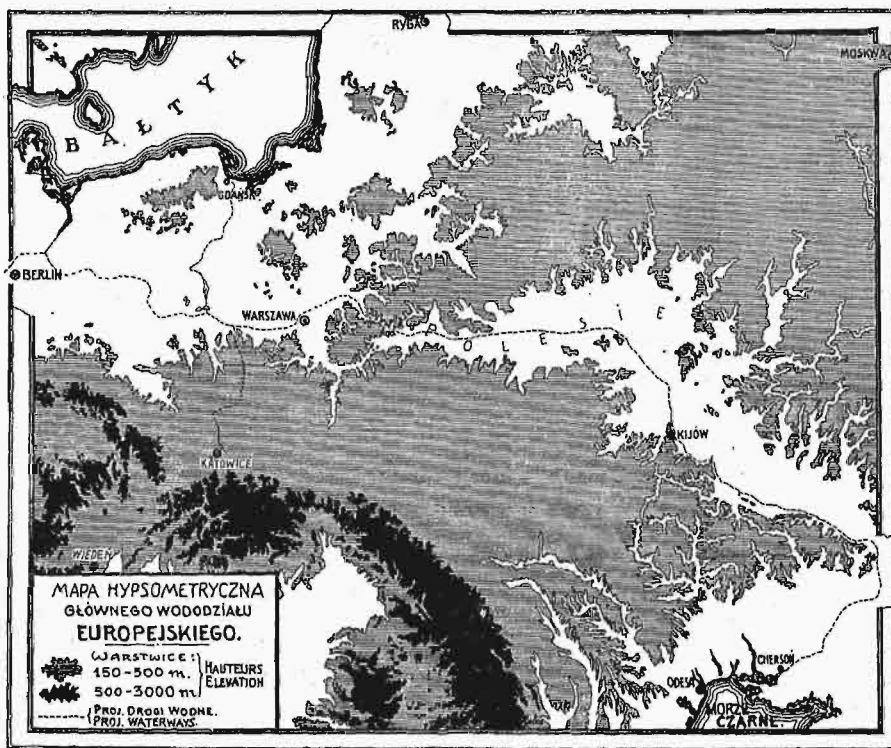 RYGA
MOSKWA
BAŁTYK
GDAŃSK
BERLIN
WARSZAWA
POLESIE
KIJÓW
KATOWICE
WIEDEŃ
MAPA HYPSOMETRYCZNA
GŁÓWNEGO WODODZIAŁU
EUROPEJSKIEGO.
WARSTWICE:
150-500 m.
500-3000 m.
HAUTEURS
ELEVATION
PROJ. DROGI WODNE.
PROJ. WATERWAYS.
CHERSOŃ
ODESA
MORZE
CZARNE.